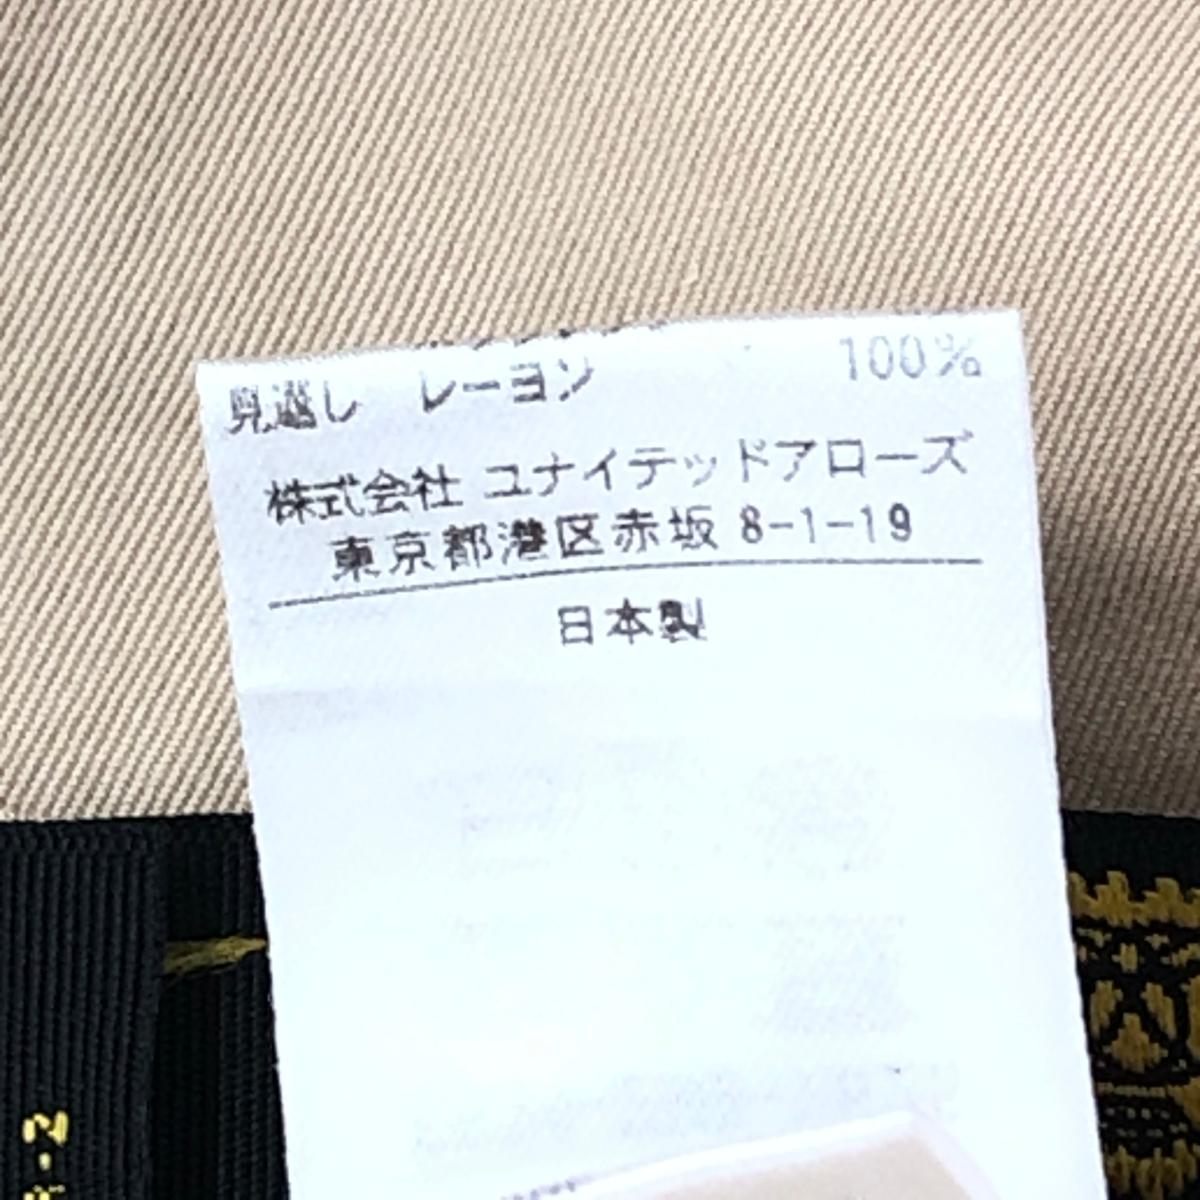 見返し　レーヨン　100%
株式会社 ユナイテッドアローズ
東京都港区赤坂 8-1-19
日本製